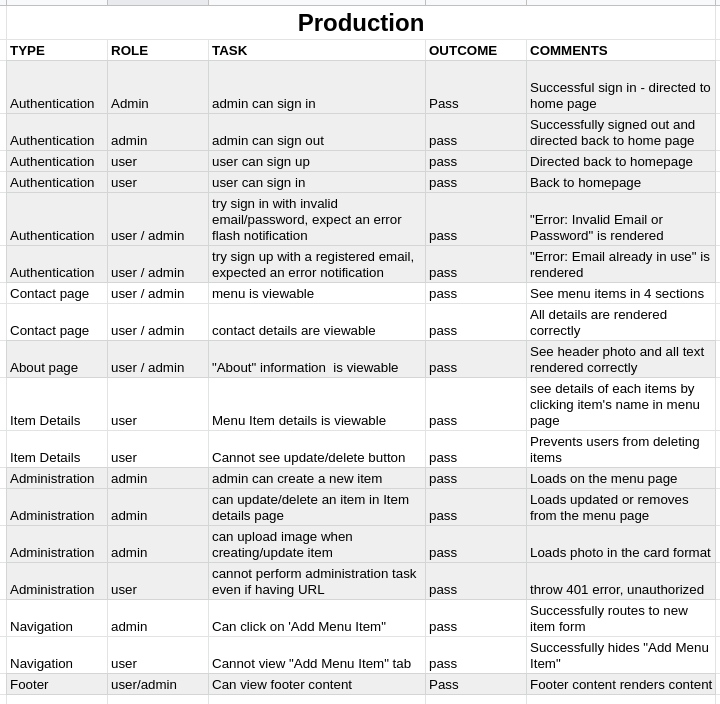 Production
TYPE ROLE TASK OUTCOME COMMENTS
Successful sign in - directed to
Authentication Admin admin can sign in Pass home page
Successfully signed out and
Authentication admin admin can sign out pass directed back to home page
Authentication user user can sign up pass Directed back to homepage
Authentication user user can sign in pass Back to homepage
try sign in with invalid
email/password, expect an error "Error: Invalid Email or
Authentication user / admin flash notification pass Password" is rendered
try sign up with a registered email, "Error: Email already in use" is
Authentication user / admin expected an error notification pass rendered
Contact page user / admin menu is viewable pass See menu items in 4 sections
All details are rendered
Contact page user / admin contact details are viewable pass correctly
See header photo and all text
About page user / admin "About" information  is viewable pass rendered correctly
see details of each items by
clicking item's name in menu
Item Details user Menu Item details is viewable pass page
Prevents users from deleting
Item Details user Cannot see update/delete button pass items
Administration admin admin can create a new item pass Loads on the menu page
can update/delete an item in Item Loads updated or removes
Administration admin details page pass from the menu page
can upload image when
Administration admin creating/update item pass Loads photo in the card format
cannot perform administration task
Administration user even if having URL pass throw 401 error, unauthorized
Successfully routes to new
Navigation admin Can click on 'Add Menu Item" pass item form
Successfully hides "Add Menu
Navigation user Cannot view "Add Menu Item" tab pass Item"
Footer user/admin Can view footer content Pass Footer content renders content